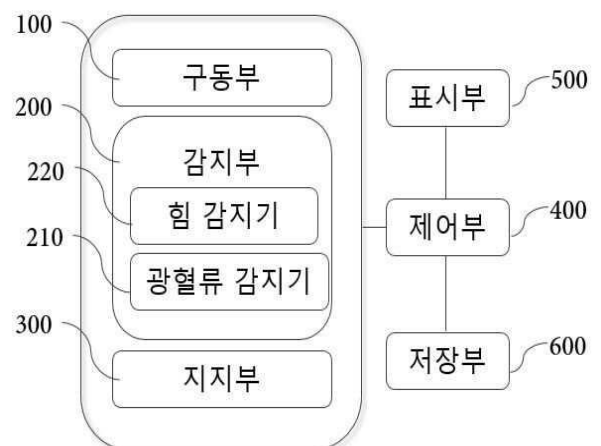 100
구동부
200
감지부
220
힘 감지기
210
광혈류 감지기
300
지지부
표시부
500
제어부
400
저장부
600